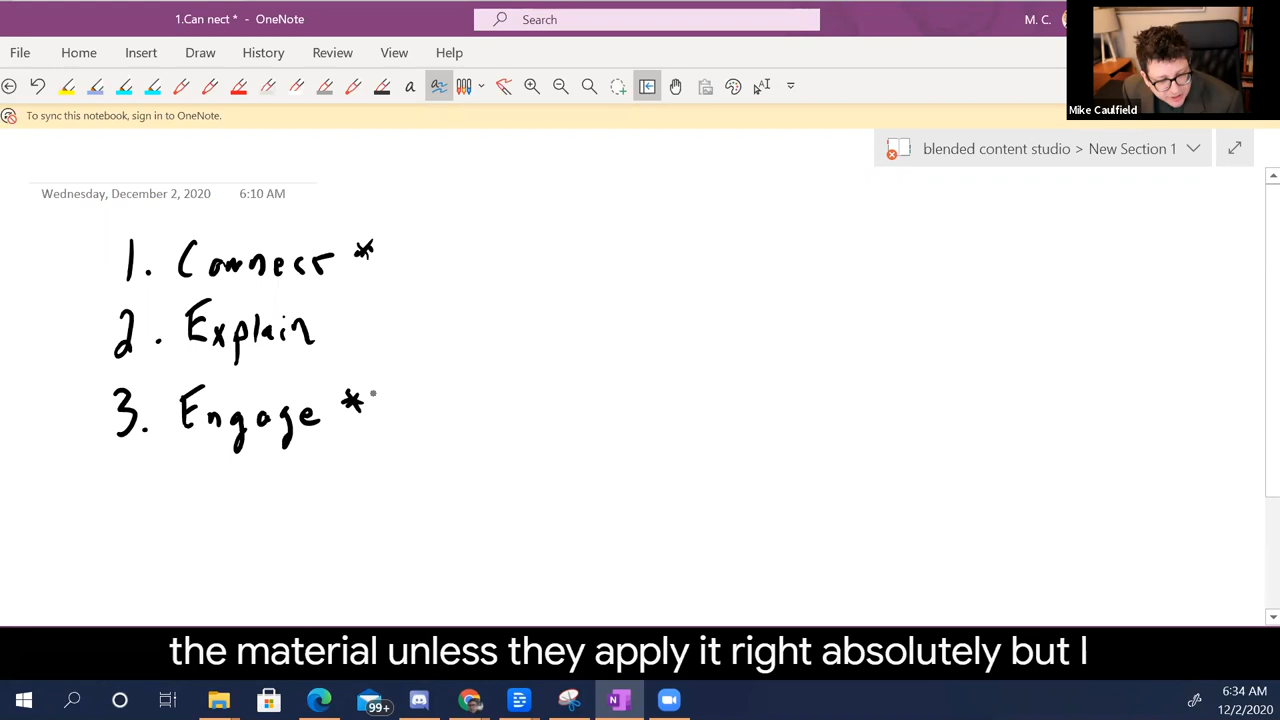 1.Can nect * - OneNote
Search
M. C.
File Home Insert Draw History Review View Help
Mike Caulfield
To sync this notebook, sign in to OneNote.
blended content studio > New Section 1
Wednesday, December 2, 2020 6:10 AM
1. Connect *
2. Explain
3. Engage *
the material unless they apply it right absolutely but I
99+
6:34 AM
12/2/2020